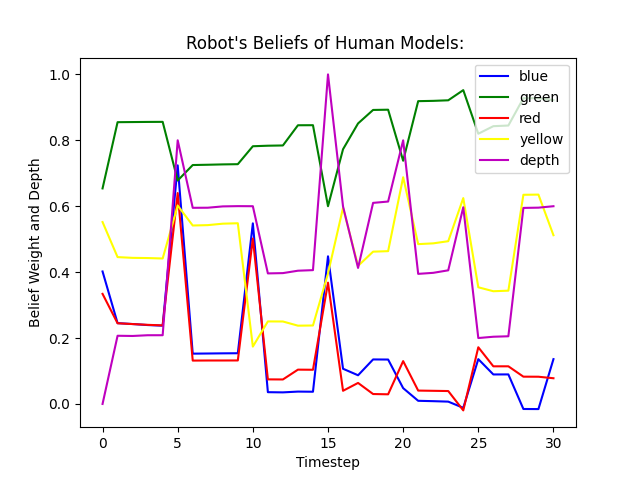 Robot's Beliefs of Human Models:
Belief Weight and Depth
1.0
0.8
0.6
0.4
0.2
0.0
blue
green
red
yellow
depth
0 5 10 15 20 25 30
Timestep